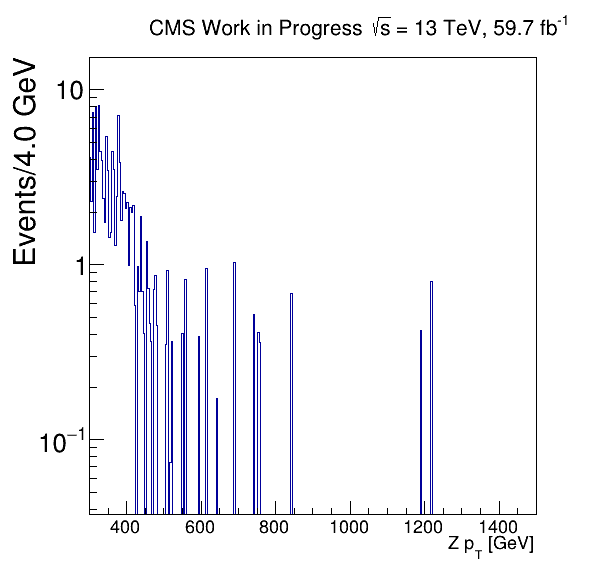 CMS Work in Progress √s = 13 TeV, 59.7 fb⁻¹
Events/4.0 GeV
10
1
10⁻¹
400 600 800 1000 1200 1400
Z p_T [GeV]